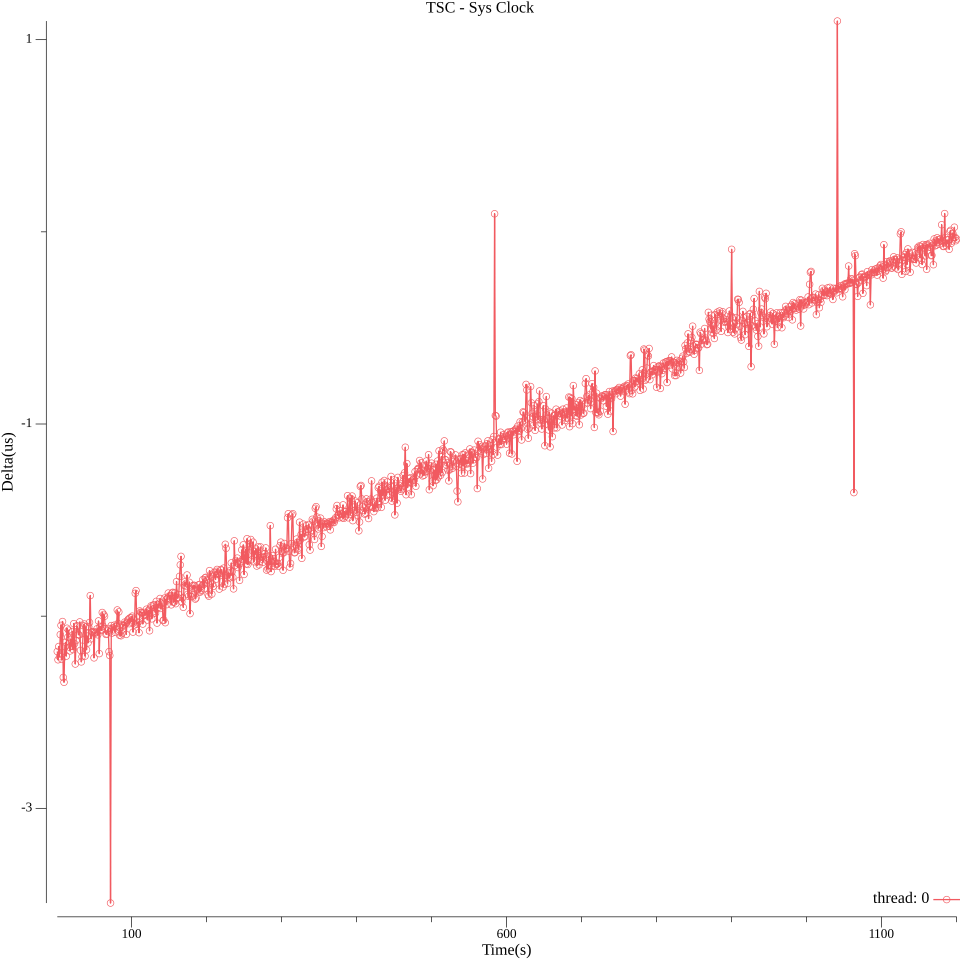 TSC - Sys Clock
1
-1
-3
Delta(us)
thread: 0
100
600
1100
Time(s)